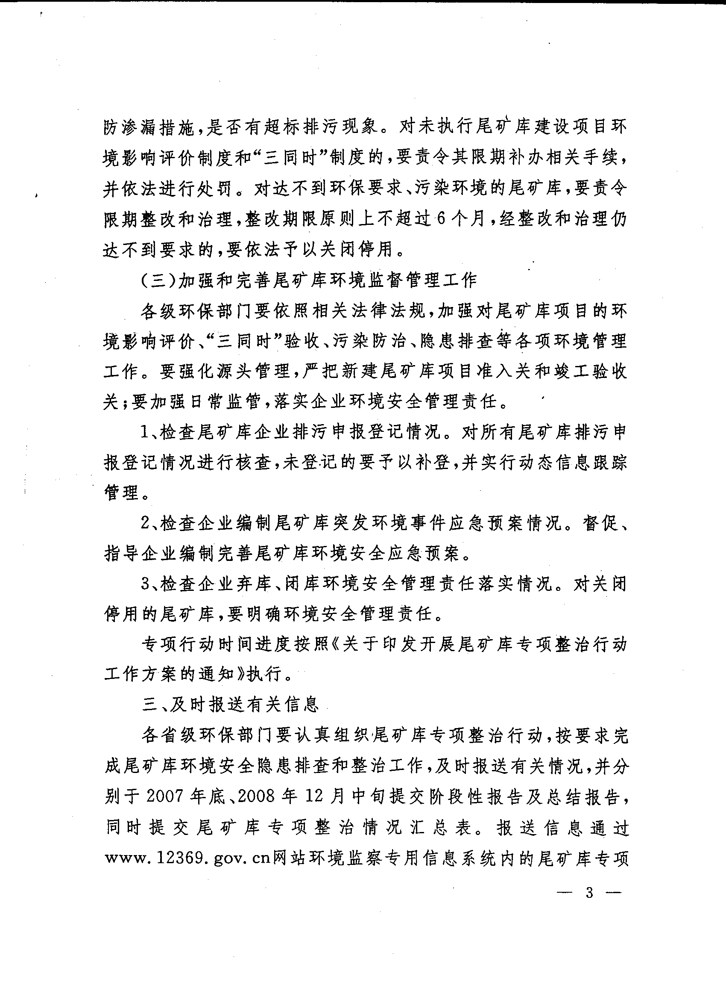 防渗漏措施,是否有超标排污现象。对未执行尾矿库建设项目环
境影响评价制度和“三同时”制度的,要责令其限期补办相关手续,
并依法进行处罚。对达不到环保要求、污染环境的尾矿库,要责令
限期整改和治理,整改期限原则上不超过6个月,经整改和治理仍
达不到要求的,要依法予以关闭停用。
(三)加强和完善尾矿库环境监督管理工作
各级环保部门要依照相关法律法规,加强对尾矿库项目的环
境影响评价、“三同时”验收、污染防治、隐患排查等各项环境管理
工作。要强化源头管理,严把新建尾矿库项目准入关和竣工验收
关;要加强日常监管,落实企业环境安全管理责任。
1、检查尾矿库企业排污申报登记情况。对所有尾矿库排污申
报登记情况进行核查,未登记的要予以补登,并实行动态信息跟踪
管理。
2、检查企业编制尾矿库突发环境事件应急预案情况。督促、
指导企业编制完善尾矿库环境安全应急预案。
3、检查企业弃库、闭库环境安全管理责任落实情况。对关闭
停用的尾矿库,要明确环境安全管理责任。
专项行动时间进度按照《关于印发开展尾矿库专项整治行动
工作方案的通知》执行。
三、及时报送有关信息
各省级环保部门要认真组织尾矿库专项整治行动,按要求完
成尾矿库环境安全隐患排查和整治工作,及时报送有关情况,并分
别于 2007 年底、2008 年 12 月中旬提交阶段性报告及总结报告,
同时提交尾矿库专项整治情况汇总表。报送信息通过
www.12369.gov.cn网站环境监察专用信息系统内的尾矿库专项
— 3 —